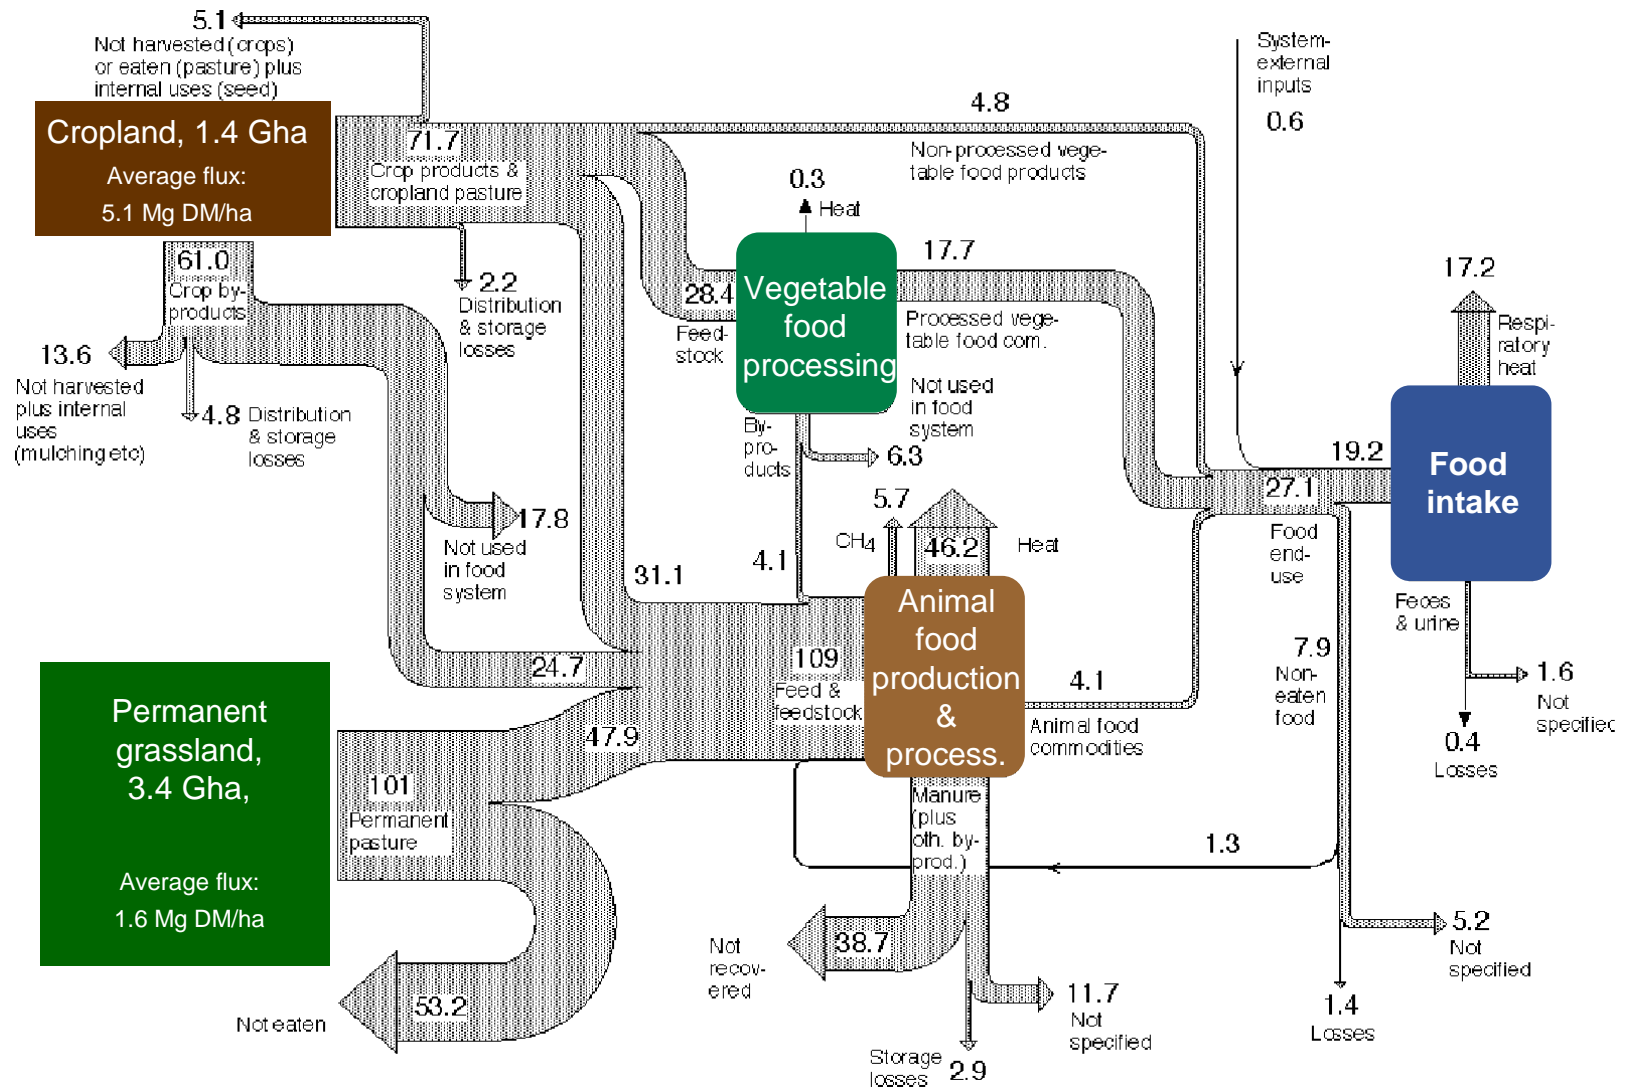 5.1
Not harvested (crops)
or eaten (pasture) plus
internal uses (seed)
Cropland, 1.4 Gha
Average flux:
5.1 Mg DM/ha
71.7
Crop products &
cropland pasture
4.8
Non-processed vege-
table food products
System-
external
inputs
0.6
0.3
Heat
61.0
Crop by-
products
2.2
Distribution
& storage
losses
28.4
Feed-
stock
Vegetable
food
processing
17.7
Processed vege-
table food com.
17.2
Respi-
ratory
heat
13.6
Not harvested
plus internal
uses
(mulching etc)
4.8
Distribution
& storage
losses
By-
pro-
ducts
Not used
in food
system
6.3
19.2
Food
intake
27.1
Food
end-
use
17.8
Not used
in food
system
5.7
CH4
46.2
Heat
4.1
31.1
24.7
109
Feed &
feedstock
Animal
food
production
&
process.
4.1
Animal food
commodities
7.9
Non-
eaten
food
Feces
& urine
1.6
Not
specified
0.4
Losses
Permanent
grassland,
3.4 Gha,
Average flux:
1.6 Mg DM/ha
47.9
101
Permanent
pasture
Manure
(plus
oth. by-
prod.)
1.3
53.2
Not eaten
Not
recov-
ered
38.7
11.7
Not
specified
Storage
losses
2.9
5.2
Not
specified
1.4
Losses